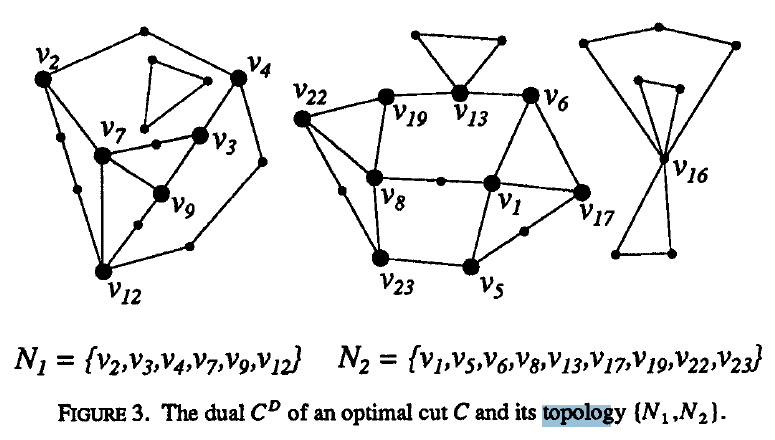 v2
v4
v7
v3
v9
v12
v22
v19
v13
v6
v8
v1
v17
v23
v5
v16
N1 = {v2,v3,v4,v7,v9,v12} N2 = {v1,v5,v6,v8,v13,v17,v19,v22,v23}
FIGURE 3. The dual C^D of an optimal cut C and its topology {N1,N2}.